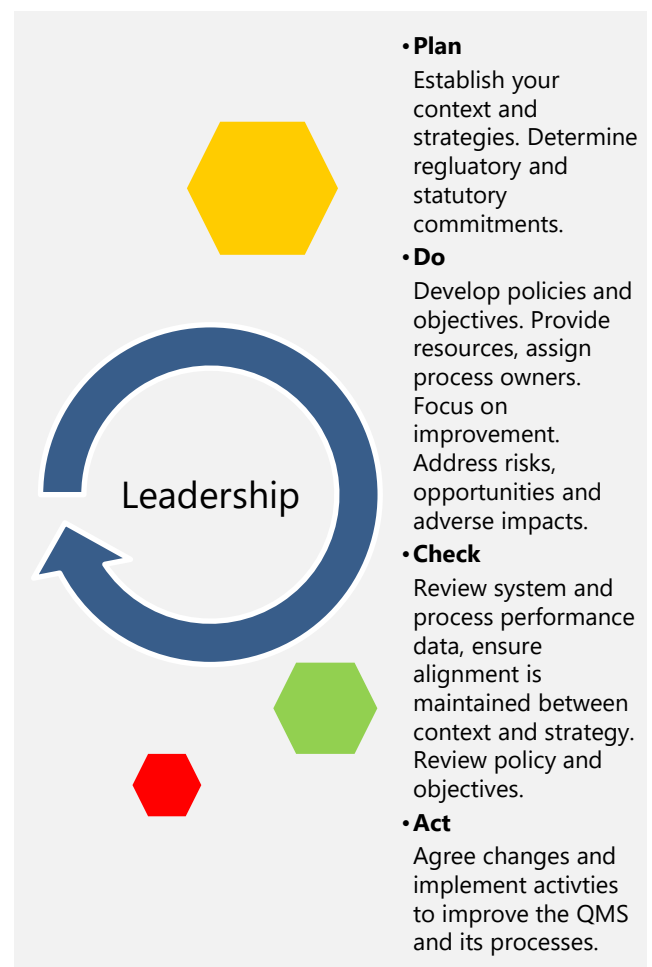 Leadership
•Plan
Establish your
context and
strategies. Determine
regluatory and
statutory
commitments.
•Do
Develop policies and
objectives. Provide
resources, assign
process owners.
Focus on
improvement.
Address risks,
opportunities and
adverse impacts.
•Check
Review system and
process performance
data, ensure
alignment is
maintained between
context and strategy.
Review policy and
objectives.
•Act
Agree changes and
implement activties
to improve the QMS
and its processes.